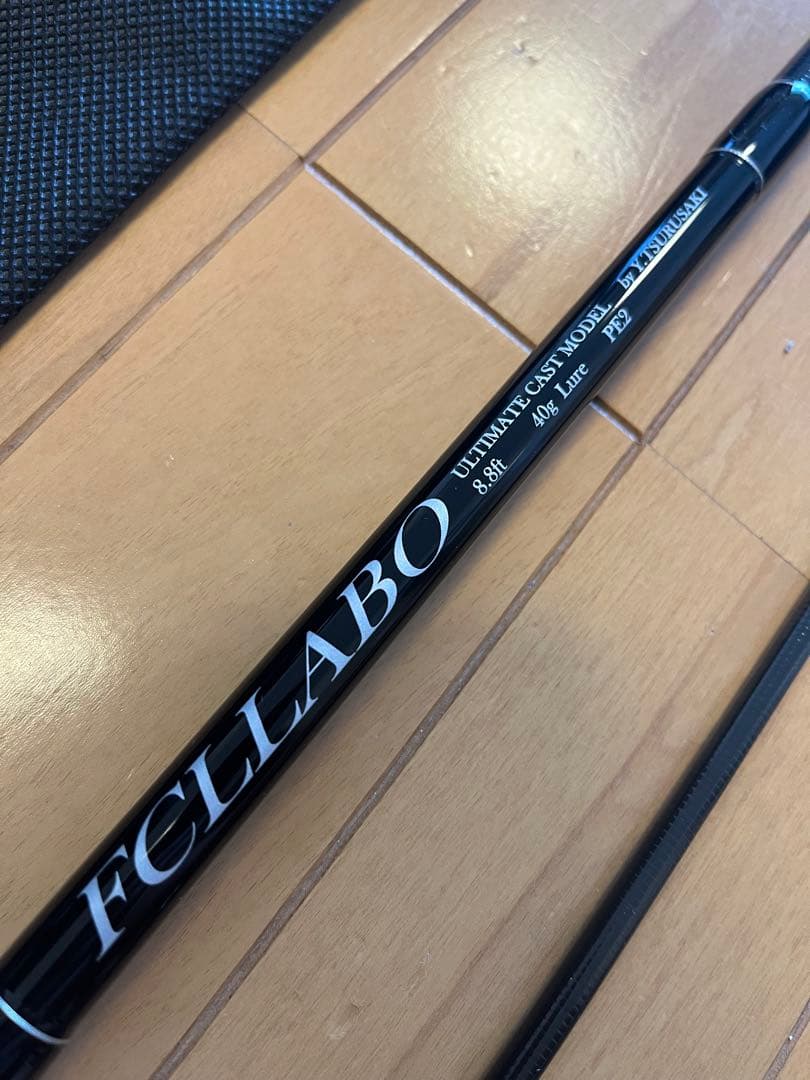 FCLLABO
ULTIMATE CAST MODEL by Y.TSURUSAKI
8.8ft 40g Lure PE2